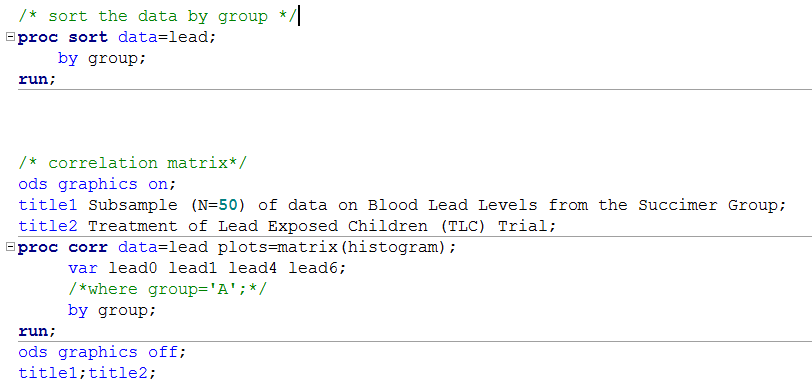 /* sort the data by group */
proc sort data=lead;
by group;
run;
/* correlation matrix*/
ods graphics on;
title1 Subsample (N=50) of data on Blood Lead Levels from the Succimer Group;
title2 Treatment of Lead Exposed Children (TLC) Trial;
proc corr data=lead plots=matrix(histogram);
var lead0 lead1 lead4 lead6;
/*where group='A';*/
by group;
run;
ods graphics off;
title1;title2;